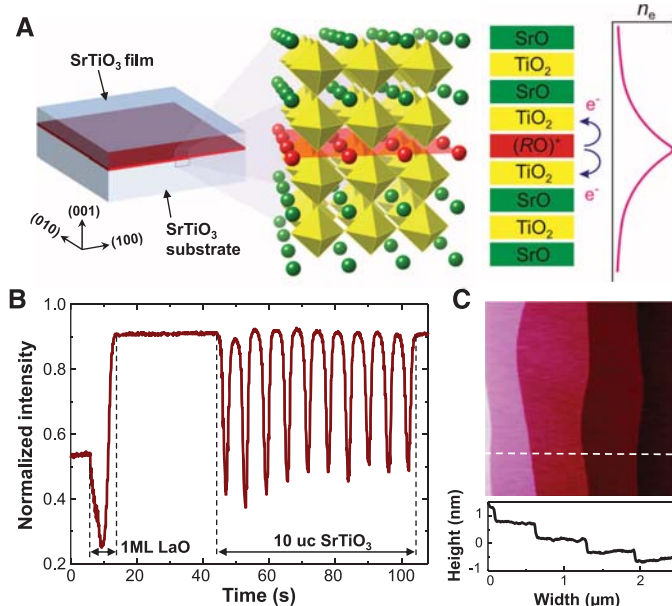 A
SrTiO₃ film
SrTiO₃
substrate
(001)
(010)
(100)
SrO
TiO₂
SrO
TiO₂
(RO)⁺
TiO₂
SrO
TiO₂
SrO
e⁻
e⁻
nₑ
B
Normalized intensity
1.0
0.8
0.6
0.4
0.2
1ML LaO
10 uc SrTiO₃
0 20 40 60 80 100
Time (s)
C
Height (nm)
1
0
-1
0 1 2
Width (μm)